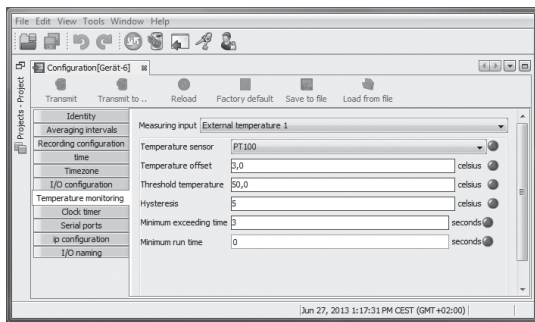 File Edit View Tools Window Help
Configuration[Gerät-6]
Projects - Project
Transmit Transmit to .. Reload Factory default Save to file Load from file
Identity
Averaging intervals
Recording configuration
time
Timezone
I/O configuration
Temperature monitoring
Clock timer
Serial ports
ip configuration
I/O naming
Measuring input External temperature 1
Temperature sensor PT100
Temperature offset 3,0 celsius
Threshold temperature 50,0 celsius
Hysteresis 5 celsius
Minimum exceeding time 3 seconds
Minimum run time 0 seconds
Jun 27, 2013 1:17:31 PM CEST (GMT+02:00)